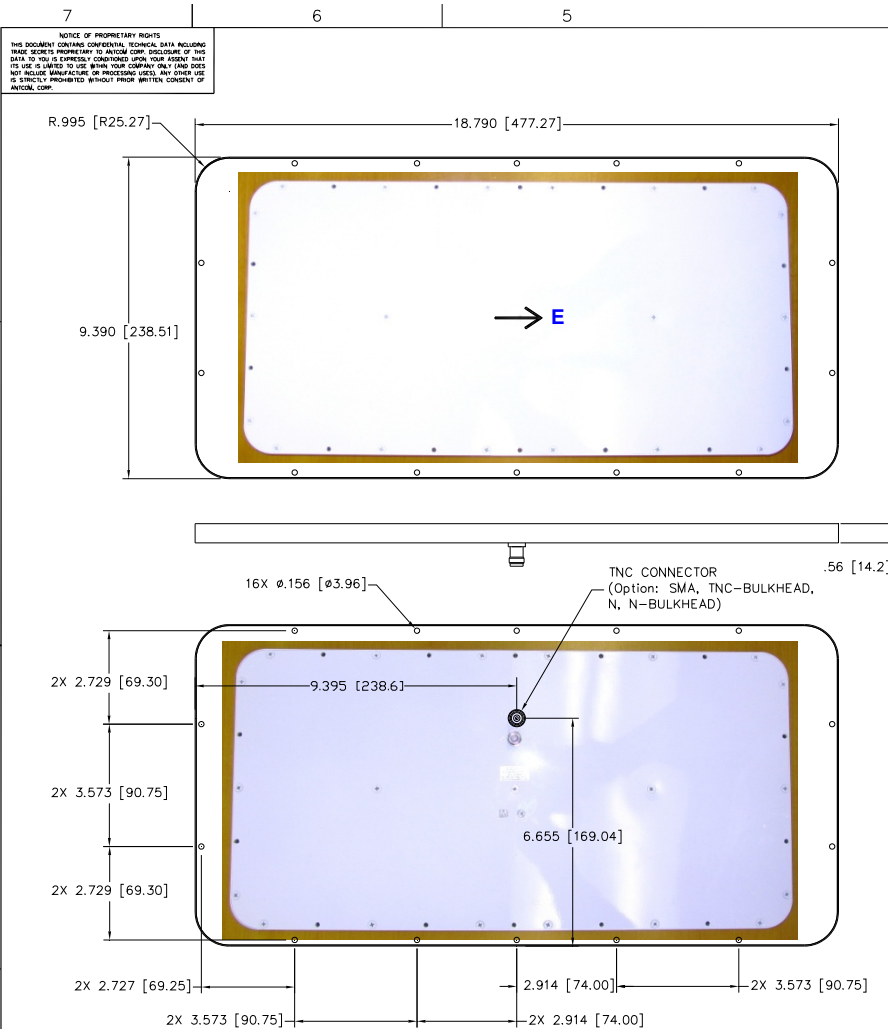 7 6 5
NOTICE OF PROPRIETARY RIGHTS
THIS DOCUMENT CONTAINS CONFIDENTIAL TECHNICAL DATA INCLUDING
TRADE SECRETS PROPRIETARY TO ANTCOM CORP. DISCLOSURE OF THIS
DATA TO YOU IS EXPRESSLY CONDITIONED UPON YOUR ASSENT THAT
ITS USE IS LIMITED TO USE WITHIN YOUR COMPANY ONLY (AND DOES
NOT INCLUDE MANUFACTURE OR PROCESSING USES). ANY OTHER USE
IS STRICTLY PROHIBITED WITHOUT PRIOR WRITTEN CONSENT OF
ANTCOM, CORP.
R.995 [R25.27]
18.790 [477.27]
9.390 [238.51]
E
.56 [14.2]
16X ø.156 [ø3.96]
TNC CONNECTOR
(Option: SMA, TNC-BULKHEAD,
N, N-BULKHEAD)
2X 2.729 [69.30]
9.395 [238.6]
2X 3.573 [90.75]
6.655 [169.04]
2X 2.729 [69.30]
2X 2.727 [69.25]
2.914 [74.00]
2X 3.573 [90.75]
2X 3.573 [90.75]
2X 2.914 [74.00]